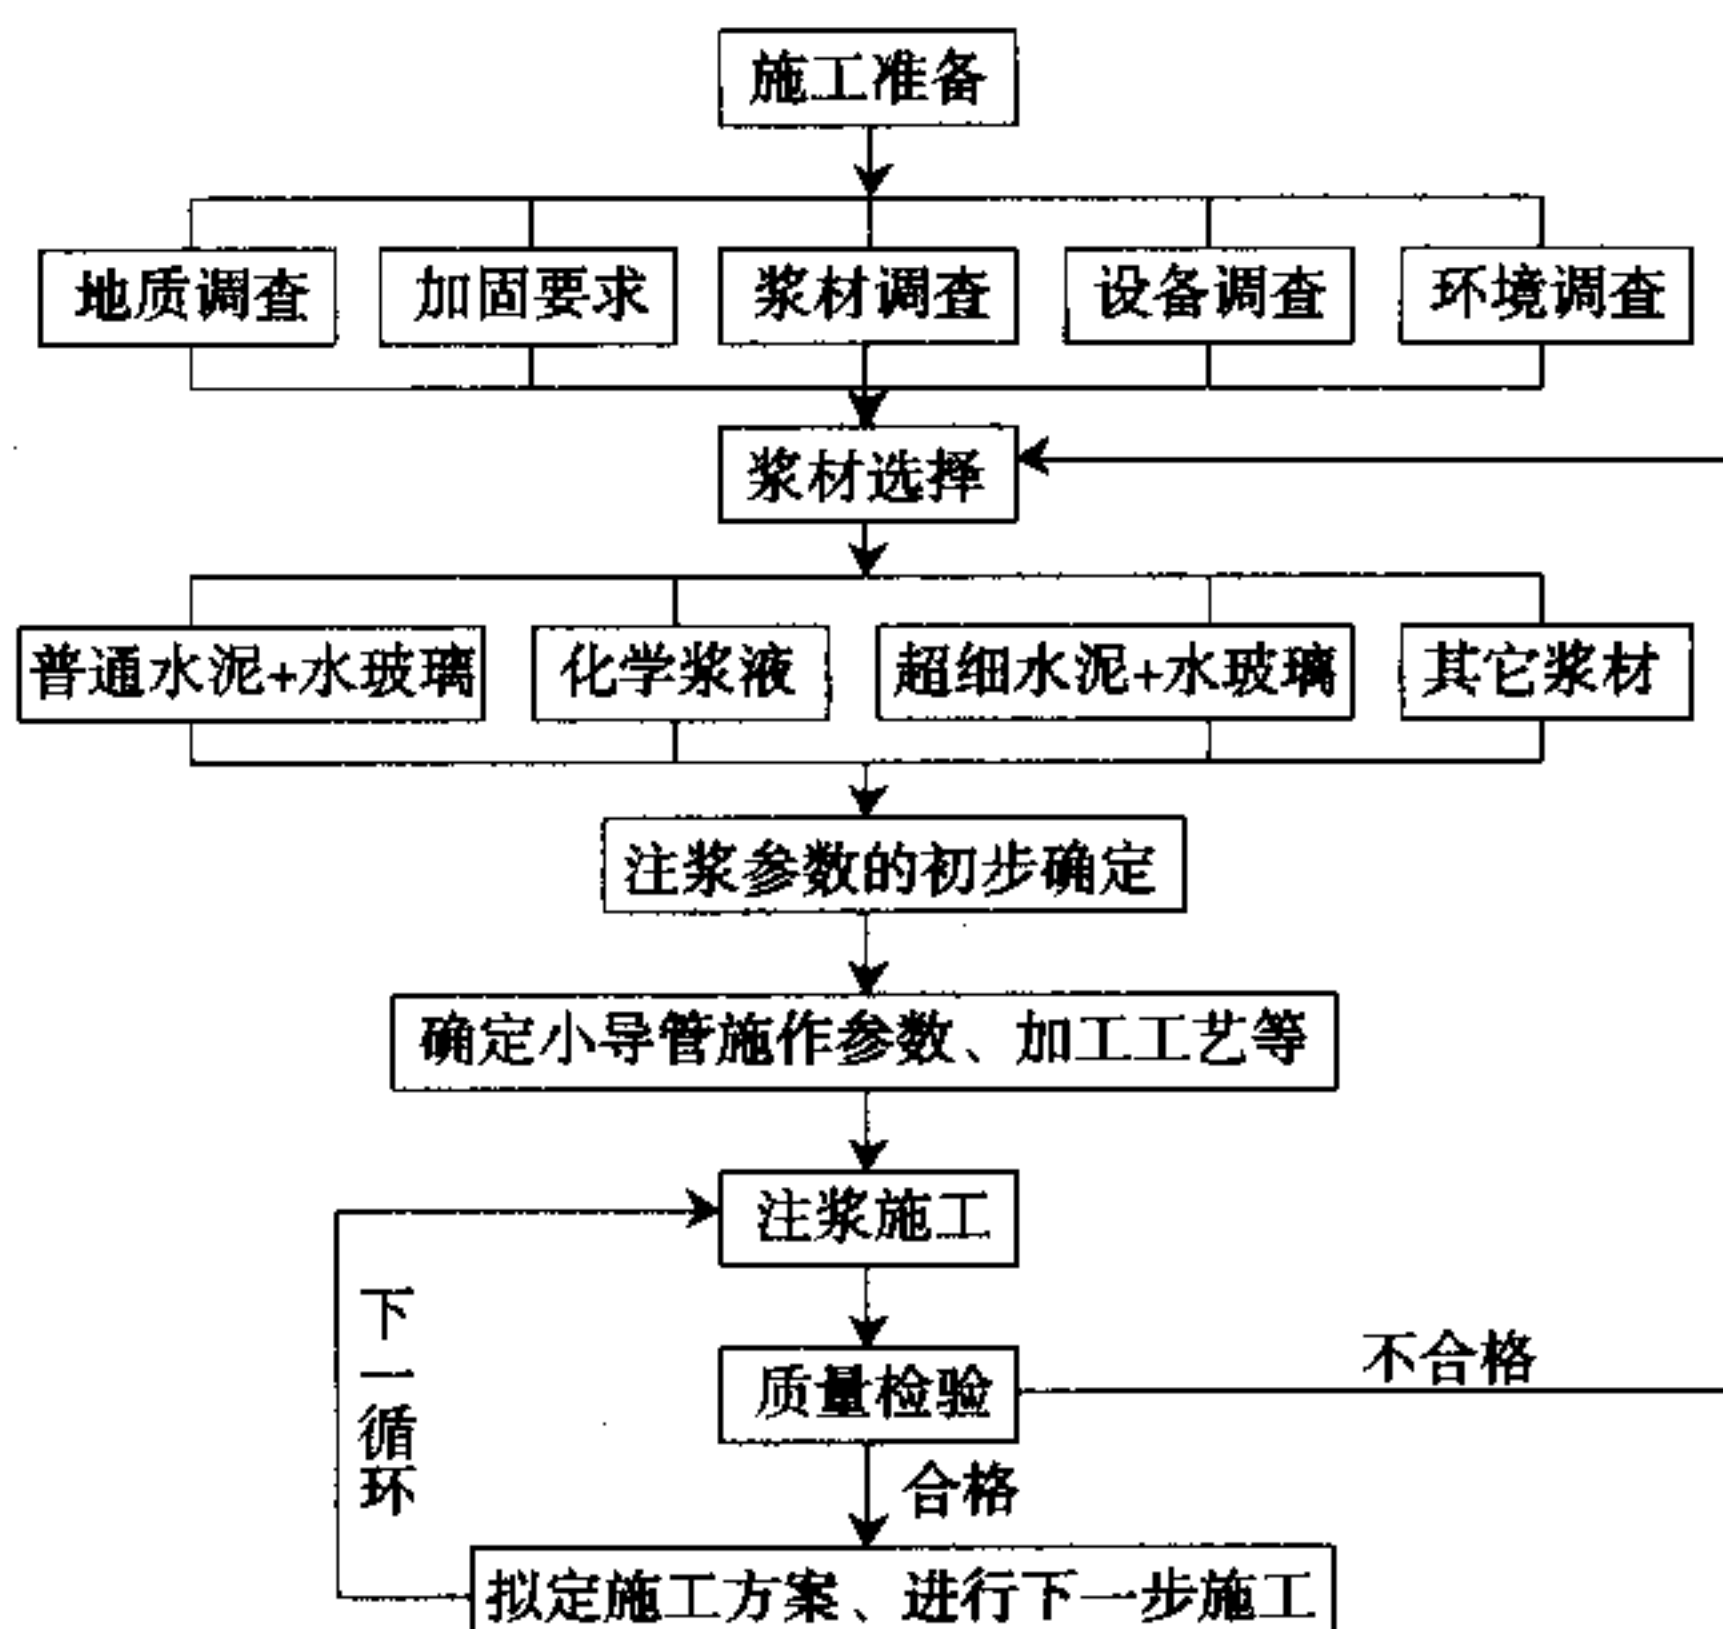 施工准备
地质调查
加固要求
浆材调查
设备调查
环境调查
浆材选择
普通水泥+水玻璃
化学浆液
超细水泥+水玻璃
其它浆材
注浆参数的初步确定
确定小导管施作参数、加工工艺等
注浆施工
下一循环
质量检验
不合格
合格
拟定施工方案、进行下一步施工